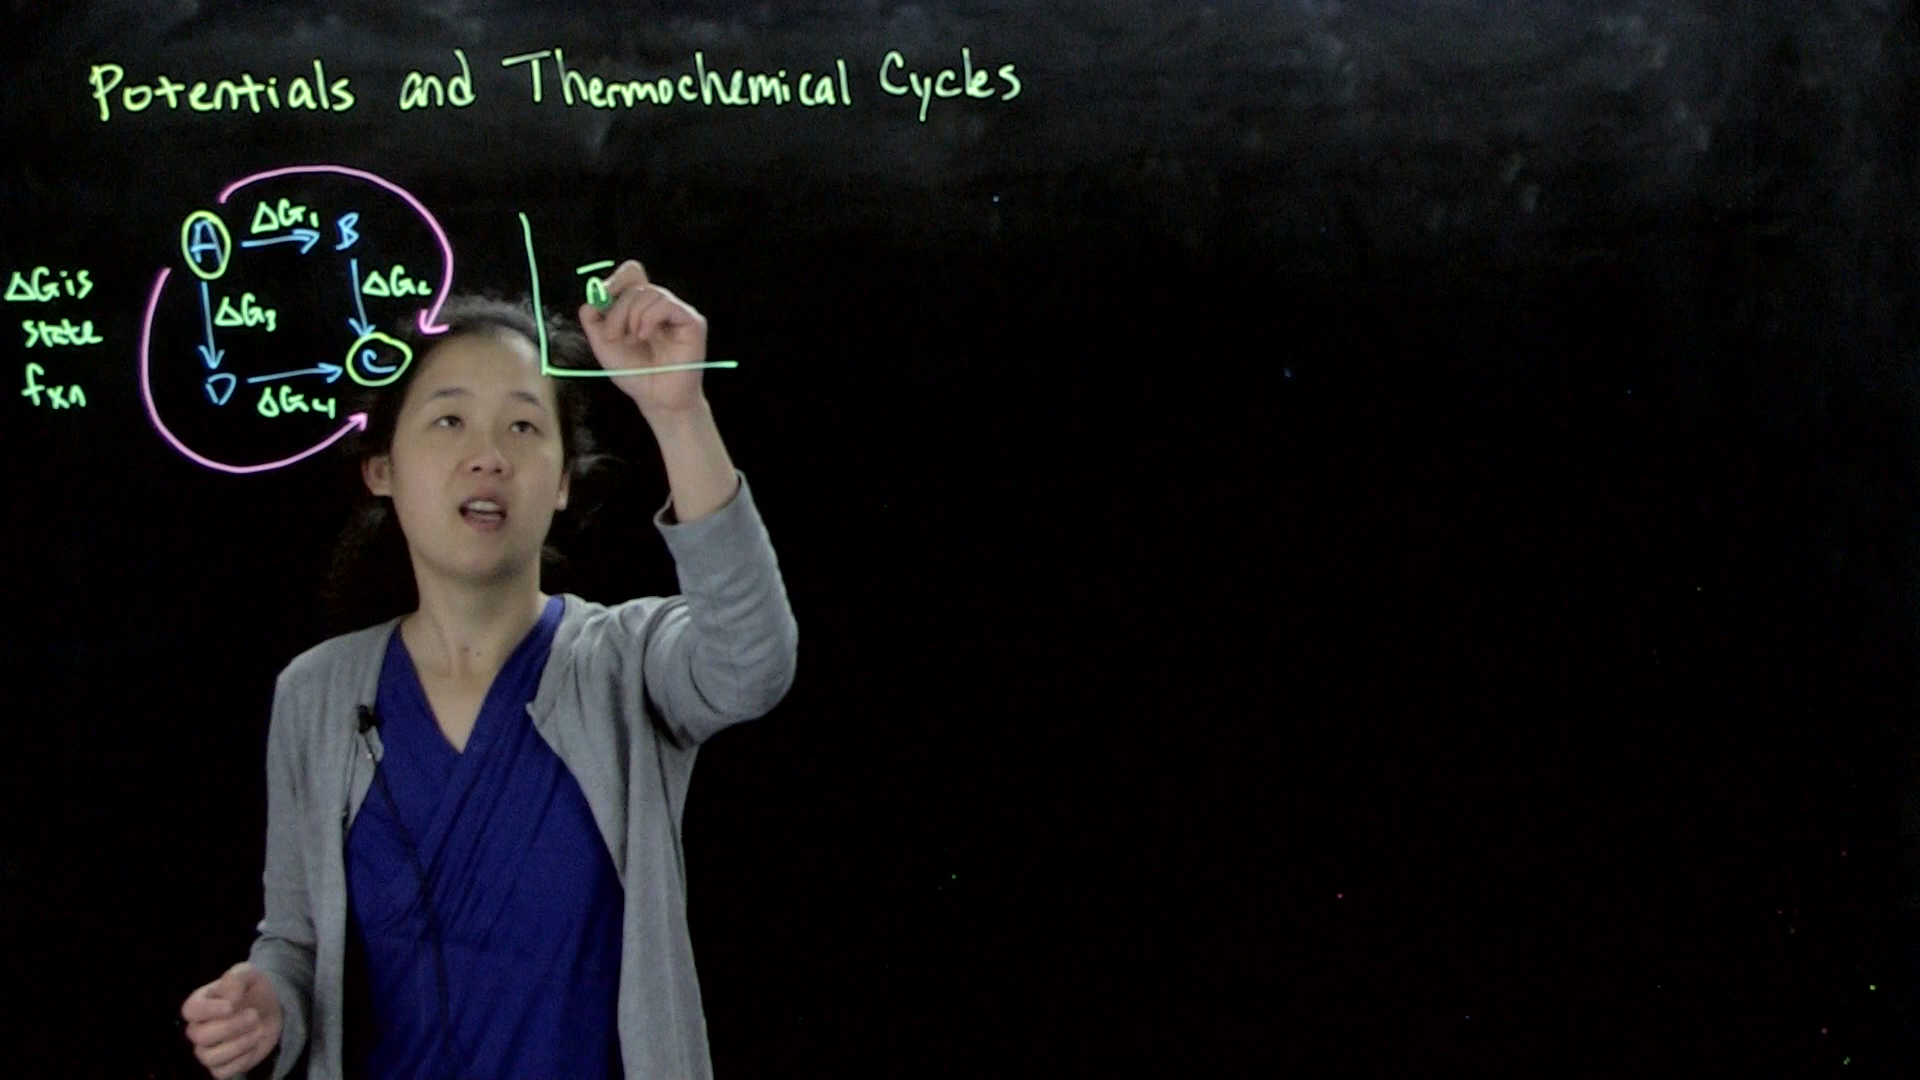 Potentials and Thermochemical Cycles
A ΔG₁ B
ΔG is
state
fxn
ΔG₃
ΔG₂
D ΔG₄ C